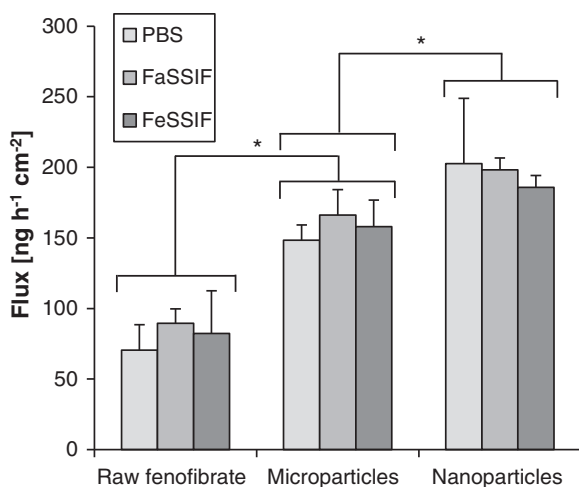 300
250
200
150
100
50
0
Flux [ng h⁻¹ cm⁻²]
PBS
FaSSIF
FeSSIF
*
*
Raw fenofibrate
Microparticles
Nanoparticles